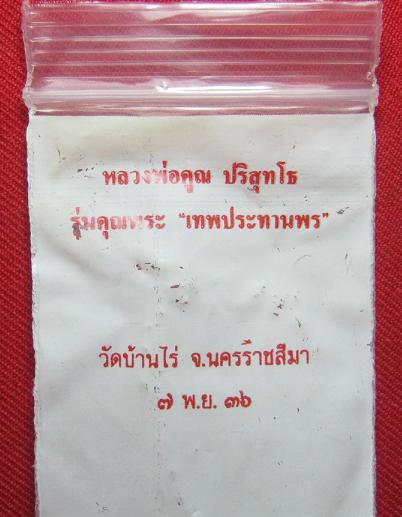 หลวงพ่อคูณ ปริสุทโธ
รุ่นคุณพระ "เทพประทานพร"
วัดบ้านไร่ จ.นครราชสีมา
๗ พ.ย. ๓๖